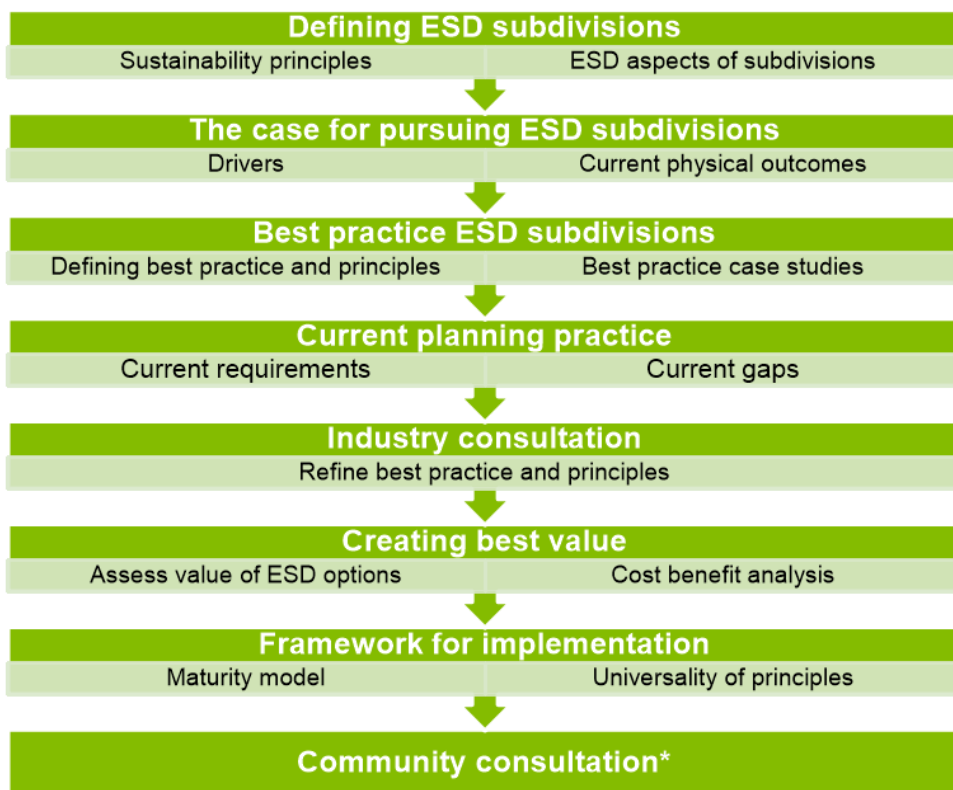 Defining ESD subdivisions
Sustainability principles ESD aspects of subdivisions
The case for pursuing ESD subdivisions
Drivers Current physical outcomes
Best practice ESD subdivisions
Defining best practice and principles Best practice case studies
Current planning practice
Current requirements Current gaps
Industry consultation
Refine best practice and principles
Creating best value
Assess value of ESD options Cost benefit analysis
Framework for implementation
Maturity model Universality of principles
Community consultation*